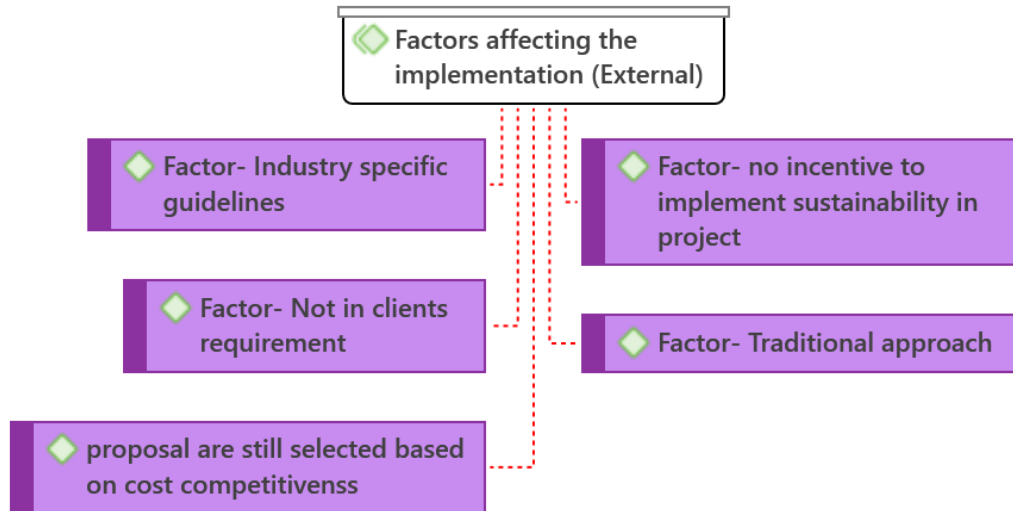 Factors affecting the
implementation (External)
Factor- Industry specific
guidelines
Factor- no incentive to
implement sustainability in
project
Factor- Not in clients
requirement
Factor- Traditional approach
proposal are still selected based
on cost competitivenss